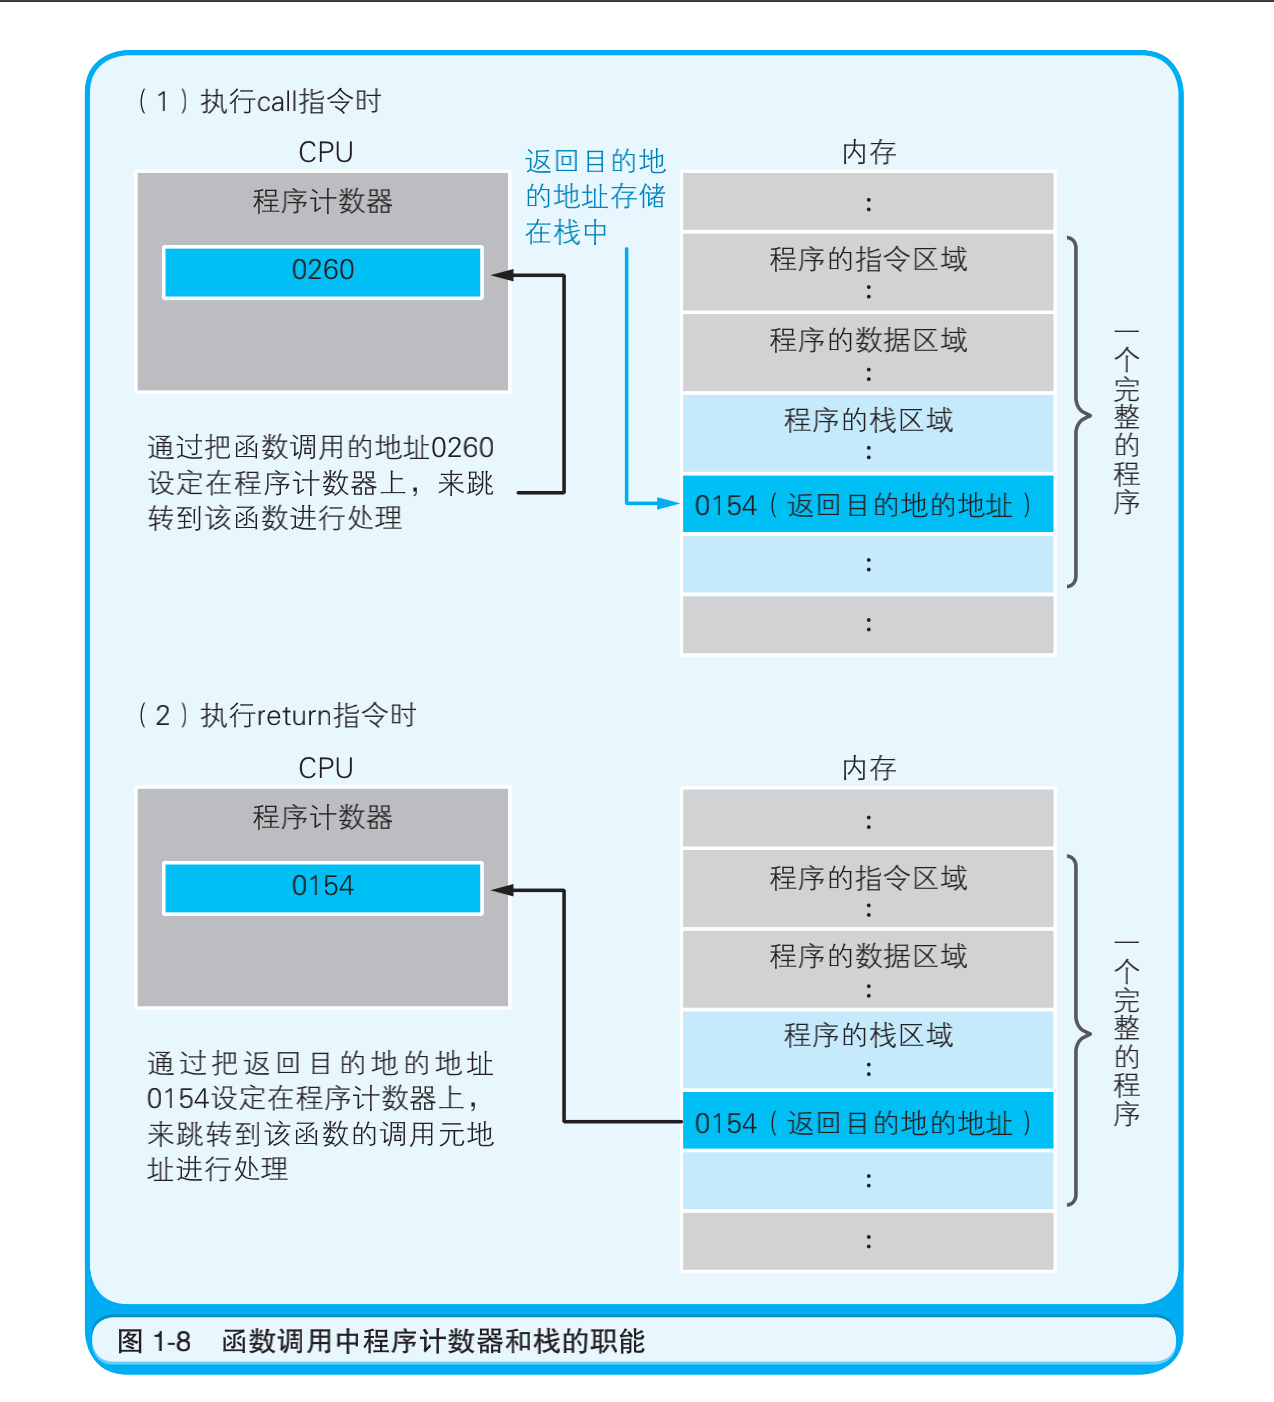 （1）执行call指令时
CPU
程序计数器
0260
通过把函数调用的地址0260
设定在程序计数器上，来跳
转到该函数进行处理
返回目的地
的地址存储
在栈中
内存
:
程序的指令区域
:
程序的数据区域
:
程序的栈区域
:
0154（返回目的地的地址）
:
:
一个完整的程序
（2）执行return指令时
CPU
程序计数器
0154
通过把返回目的地的地址
0154设定在程序计数器上，
来跳转到该函数的调用元地
址进行处理
内存
:
程序的指令区域
:
程序的数据区域
:
程序的栈区域
:
0154（返回目的地的地址）
:
:
一个完整的程序
图 1-8 函数调用中程序计数器和栈的职能